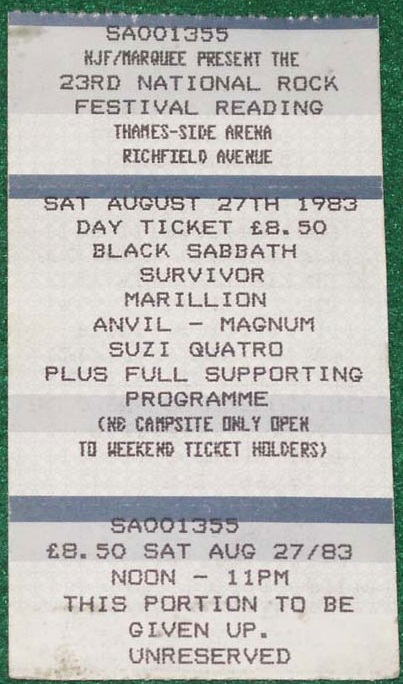 SA001355
NJF/MARQUEE PRESENT THE
23RD NATIONAL ROCK
FESTIVAL READING
THAMES-SIDE ARENA
RICHFIELD AVENUE
SAT AUGUST 27TH 1983
DAY TICKET £8.50
BLACK SABBATH
SURVIVOR
MARILLION
ANVIL - MAGNUM
SUZI QUATRO
PLUS FULL SUPPORTING
PROGRAMME
(NB CAMPSITE ONLY OPEN
TO WEEKEND TICKET HOLDERS)
SA001355
£8.50 SAT AUG 27/83
NOON - 11PM
THIS PORTION TO BE
GIVEN UP.
UNRESERVED